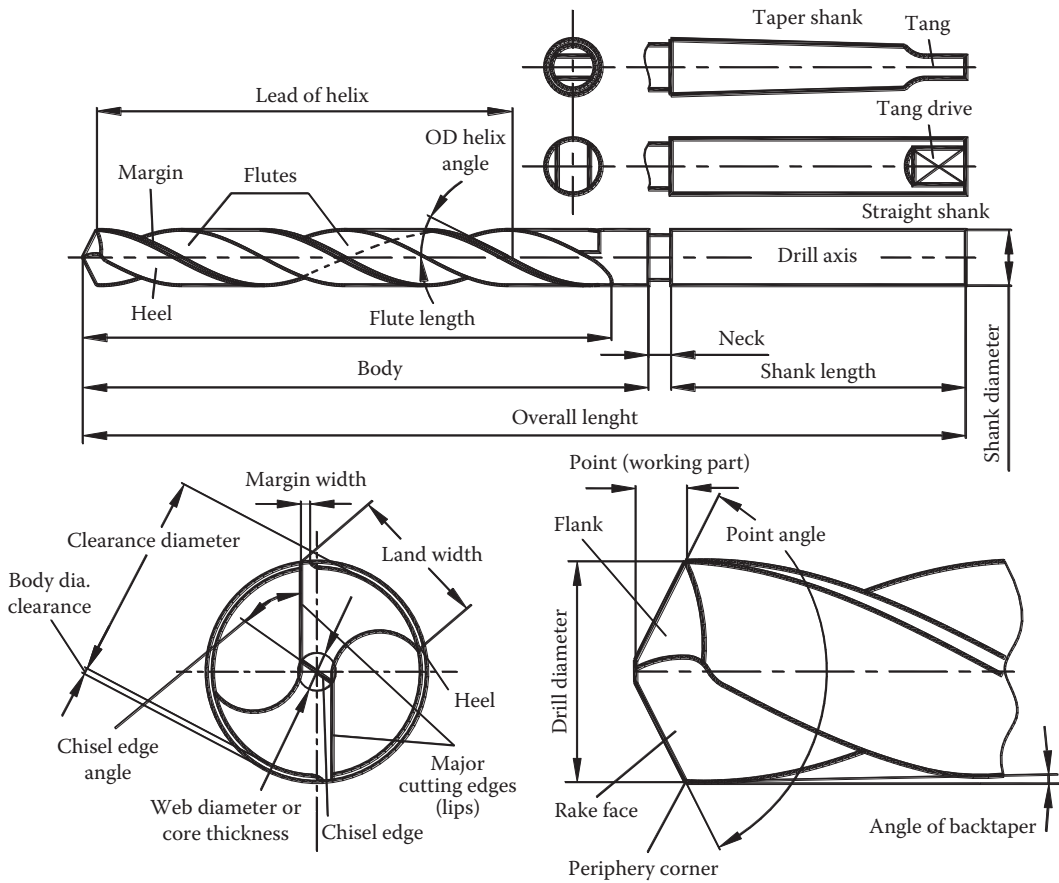 Taper shank
Tang
Lead of helix
Tang drive
OD helix
angle
Margin
Flutes
Straight shank
Drill axis
Heel
Flute length
Neck
Body
Shank length
Shank diameter
Overall lenght
Point (working part)
Margin width
Flank
Point angle
Clearance diameter
Land width
Body dia.
clearance
Drill diameter
Heel
Chisel edge
angle
Major
cutting edges
(lips)
Web diameter or
core thickness
Chisel edge
Rake face
Angle of backtaper
Periphery corner